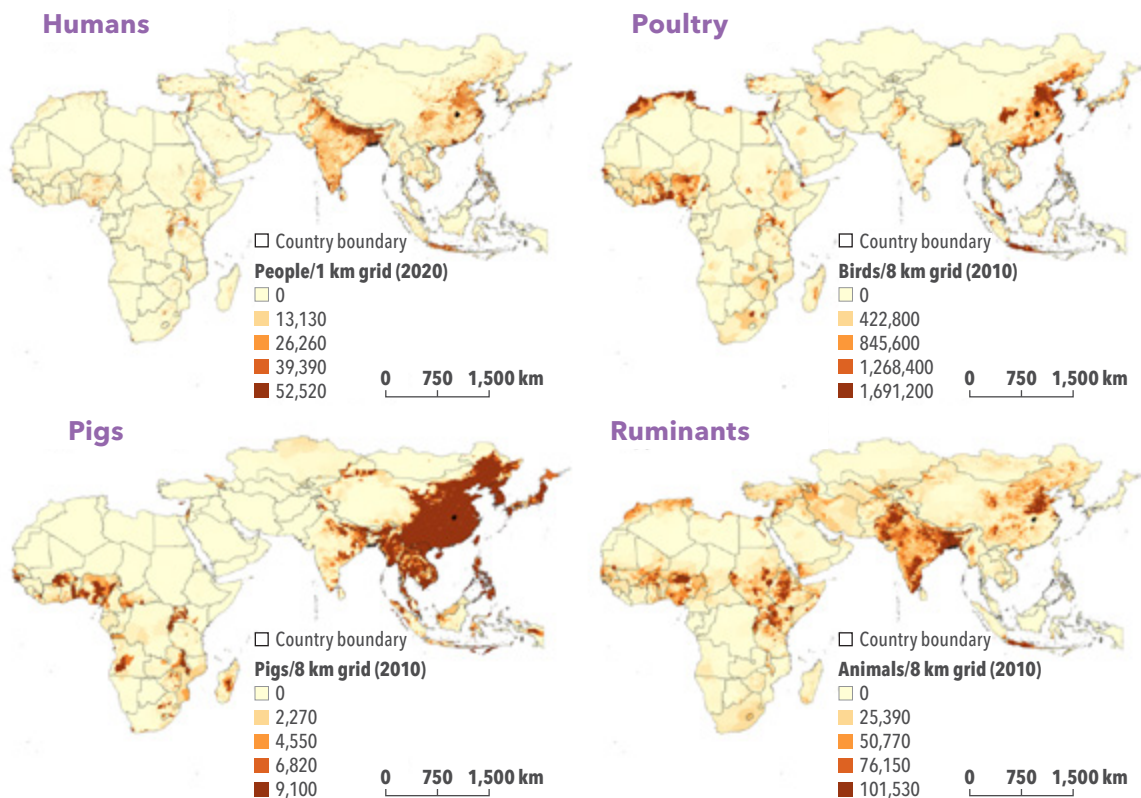 Humans
Country boundary
People/1 km grid (2020)
0
13,130
26,260
39,390
52,520
0 750 1,500 km
Poultry
Country boundary
Birds/8 km grid (2010)
0
422,800
845,600
1,268,400
1,691,200
0 750 1,500 km
Pigs
Country boundary
Pigs/8 km grid (2010)
0
2,270
4,550
6,820
9,100
0 750 1,500 km
Ruminants
Country boundary
Animals/8 km grid (2010)
0
25,390
50,770
76,150
101,530
0 750 1,500 km